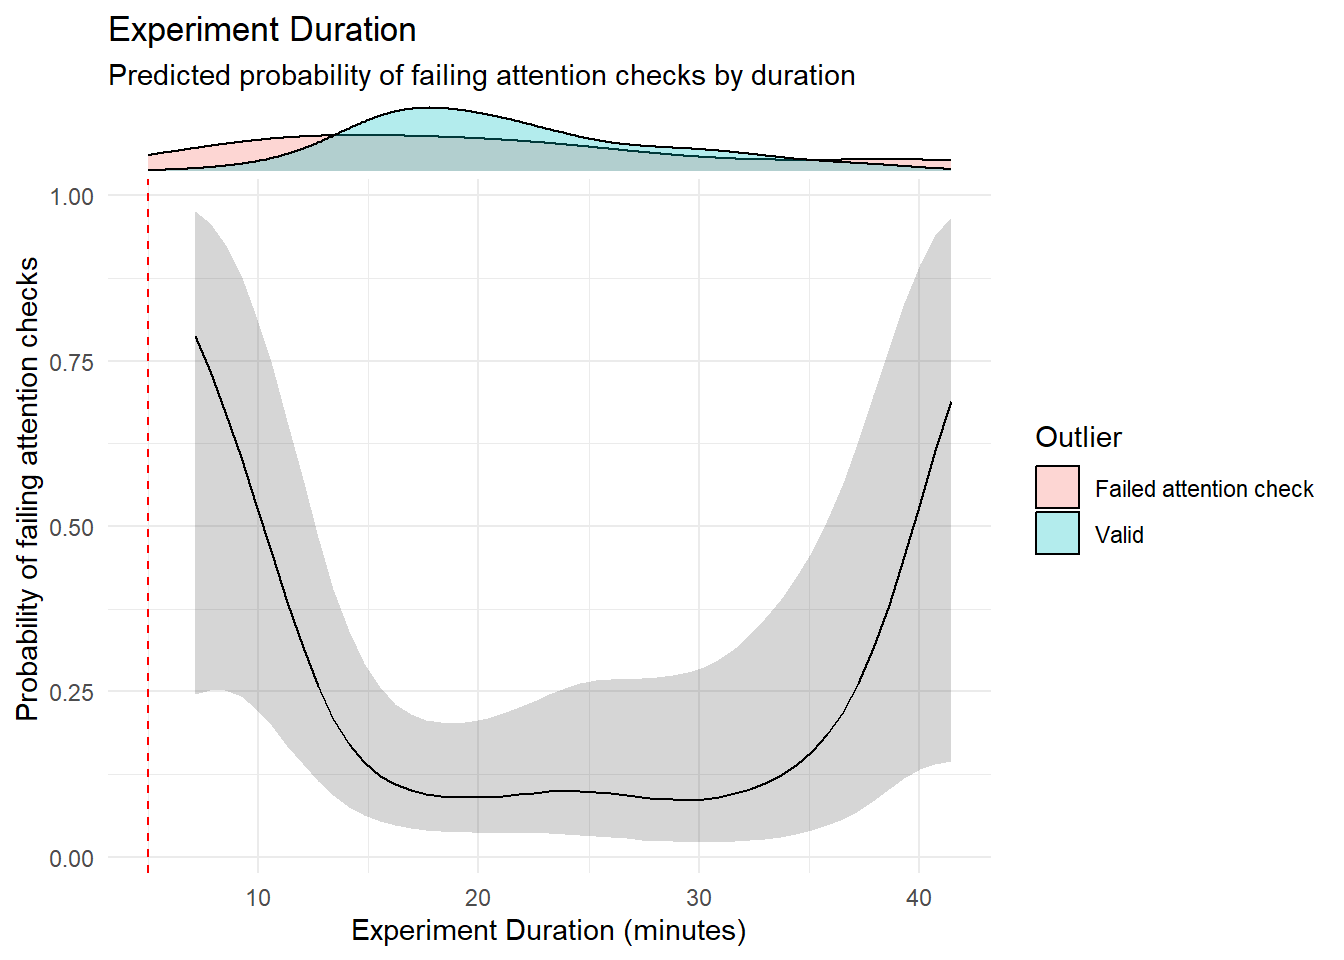 Experiment Duration
Predicted probability of failing attention checks by duration
1.00
0.75
0.50
0.25
0.00
Probability of failing attention checks
10 20 30 40
Experiment Duration (minutes)
Outlier
Failed attention check
Valid